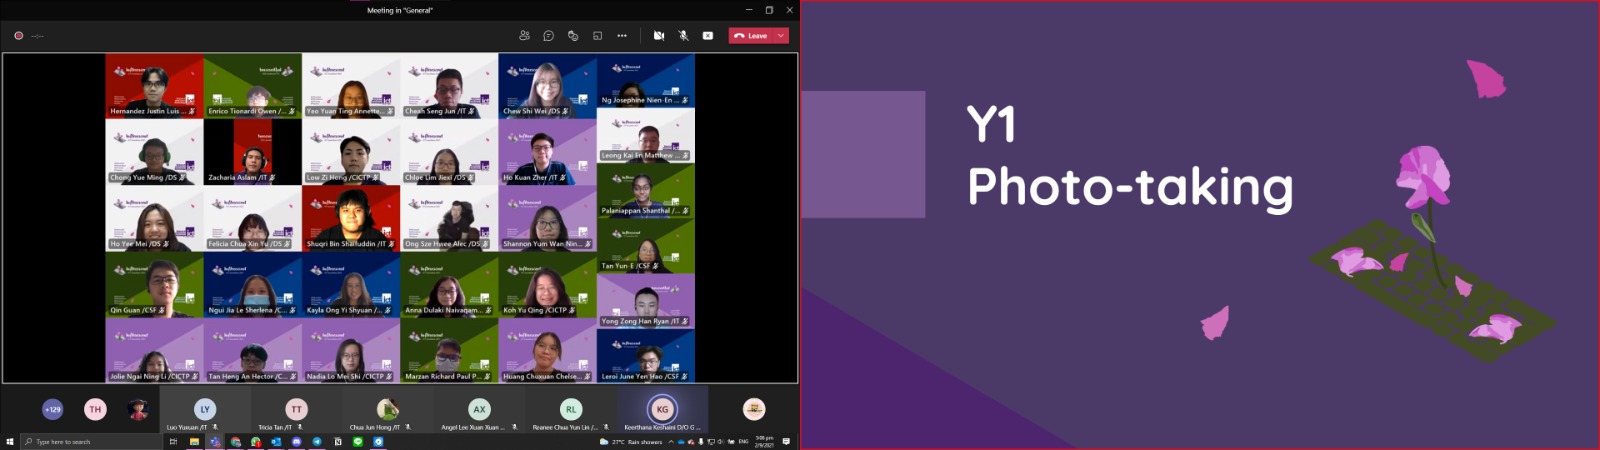 Meeting in "General"
--:--
Leave
Hernandez Justin Luis ...
Enrico Tionardi Owen /...
Yeo Yuan Ting Annette...
Cheah Seng Jun /IT
Chew Shi Wei /DS
Ng Josephine Nien-En ...
Chong Yue Ming /DS
Zacharia Aslam /IT
Low Zi Hong /CICTP
Chloe Lim Jiexi /DS
Ho Kuan Zher /IT
Leong Kai Jin Matthew ...
Palaniappan Shanthal /...
Ho Yee Mei /DS
Felicia Chua Xin Yu /DS
Shuqri Bin Shaifuddin /IT
Ong Sze Hwee Alec /DS
Shannon Yum Wan Nin...
Tan Yun E /CSF
Qin Guan /CSF
Ngui Jia Le Sherlena /C...
Kayla Ong Yi Shyuan /...
Anna Dulaki Naivaqam...
Koh Yu Qing /CICTP
Yong Zong Han Ryan /IT
Jolie Ngai Ning Li /CICTP
Tan Heng An Hector /C...
Nadia Lo Mei Shi /CICTP
Marzan Richard Paul P...
Huang Chuxuan Chelse...
Leroi June Yen Hao /CSF
+129
TH
LY
TT
AX
RL
KG
Luo Yuxuan /IT
Tricia Tan /IT
Chua Jun Hong /IT
Angel Lee Xuan Xuan ...
Reanee Chua Yun Lin /...
Keerthana Keshaini D/O G ...
Type here to search
27°C Rain showers
ENG
5:06 pm
2/9/2021
Y1
Photo-taking